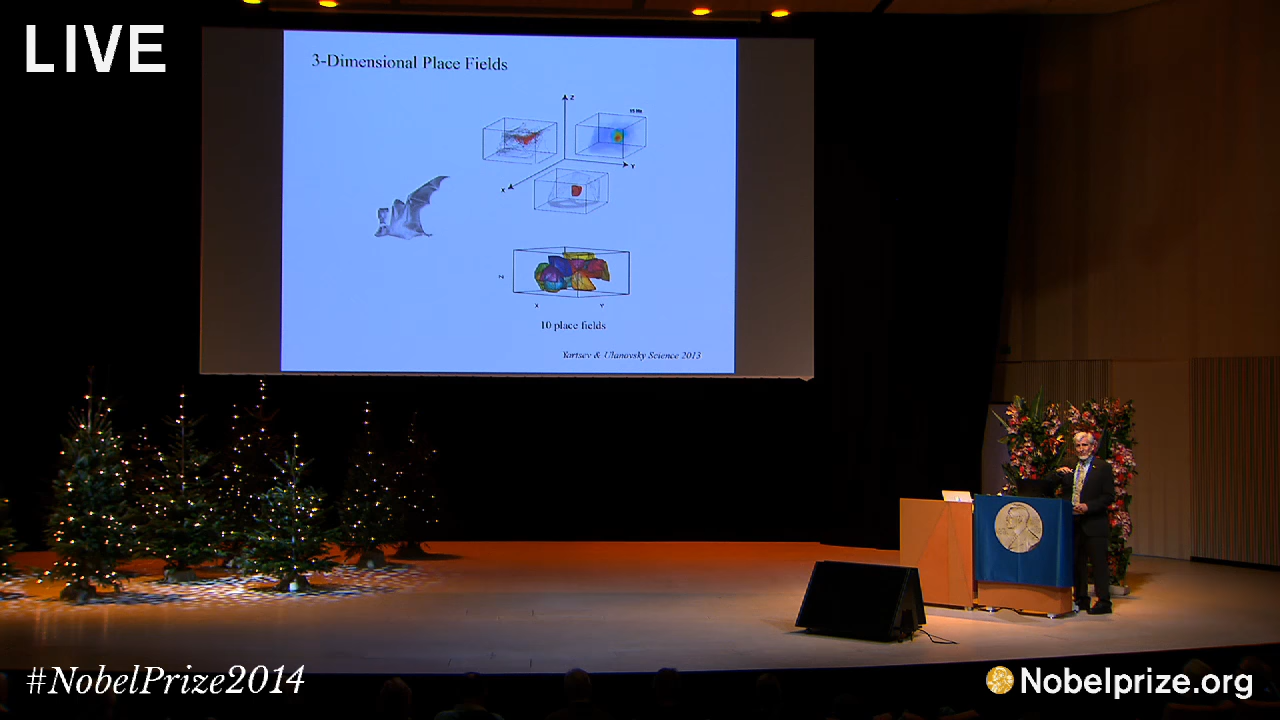 LIVE
3-Dimensional Place Fields
Z
Y
X
Z
X
Y
10 place fields
Yartsev & Ulanovsky Science 2013
#NobelPrize2014
Nobelprize.org